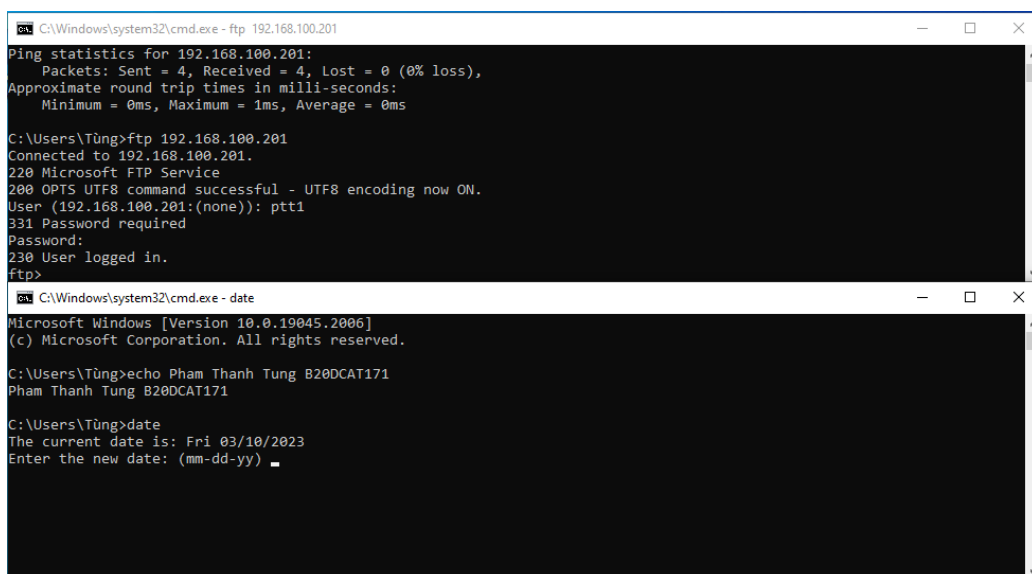 C:\Windows\system32\cmd.exe - ftp 192.168.100.201
Ping statistics for 192.168.100.201:
    Packets: Sent = 4, Received = 4, Lost = 0 (0% loss),
Approximate round trip times in milli-seconds:
    Minimum = 0ms, Maximum = 1ms, Average = 0ms
C:\Users\Tùng>ftp 192.168.100.201
Connected to 192.168.100.201.
220 Microsoft FTP Service
200 OPTS UTF8 command successful - UTF8 encoding now ON.
User (192.168.100.201:(none)): ptt1
331 Password required
Password:
230 User logged in.
ftp>
C:\Windows\system32\cmd.exe - date
Microsoft Windows [Version 10.0.19045.2006]
(c) Microsoft Corporation. All rights reserved.
C:\Users\Tùng>echo Pham Thanh Tung B20DCAT171
Pham Thanh Tung B20DCAT171
C:\Users\Tùng>date
The current date is: Fri 03/10/2023
Enter the new date: (mm-dd-yy)